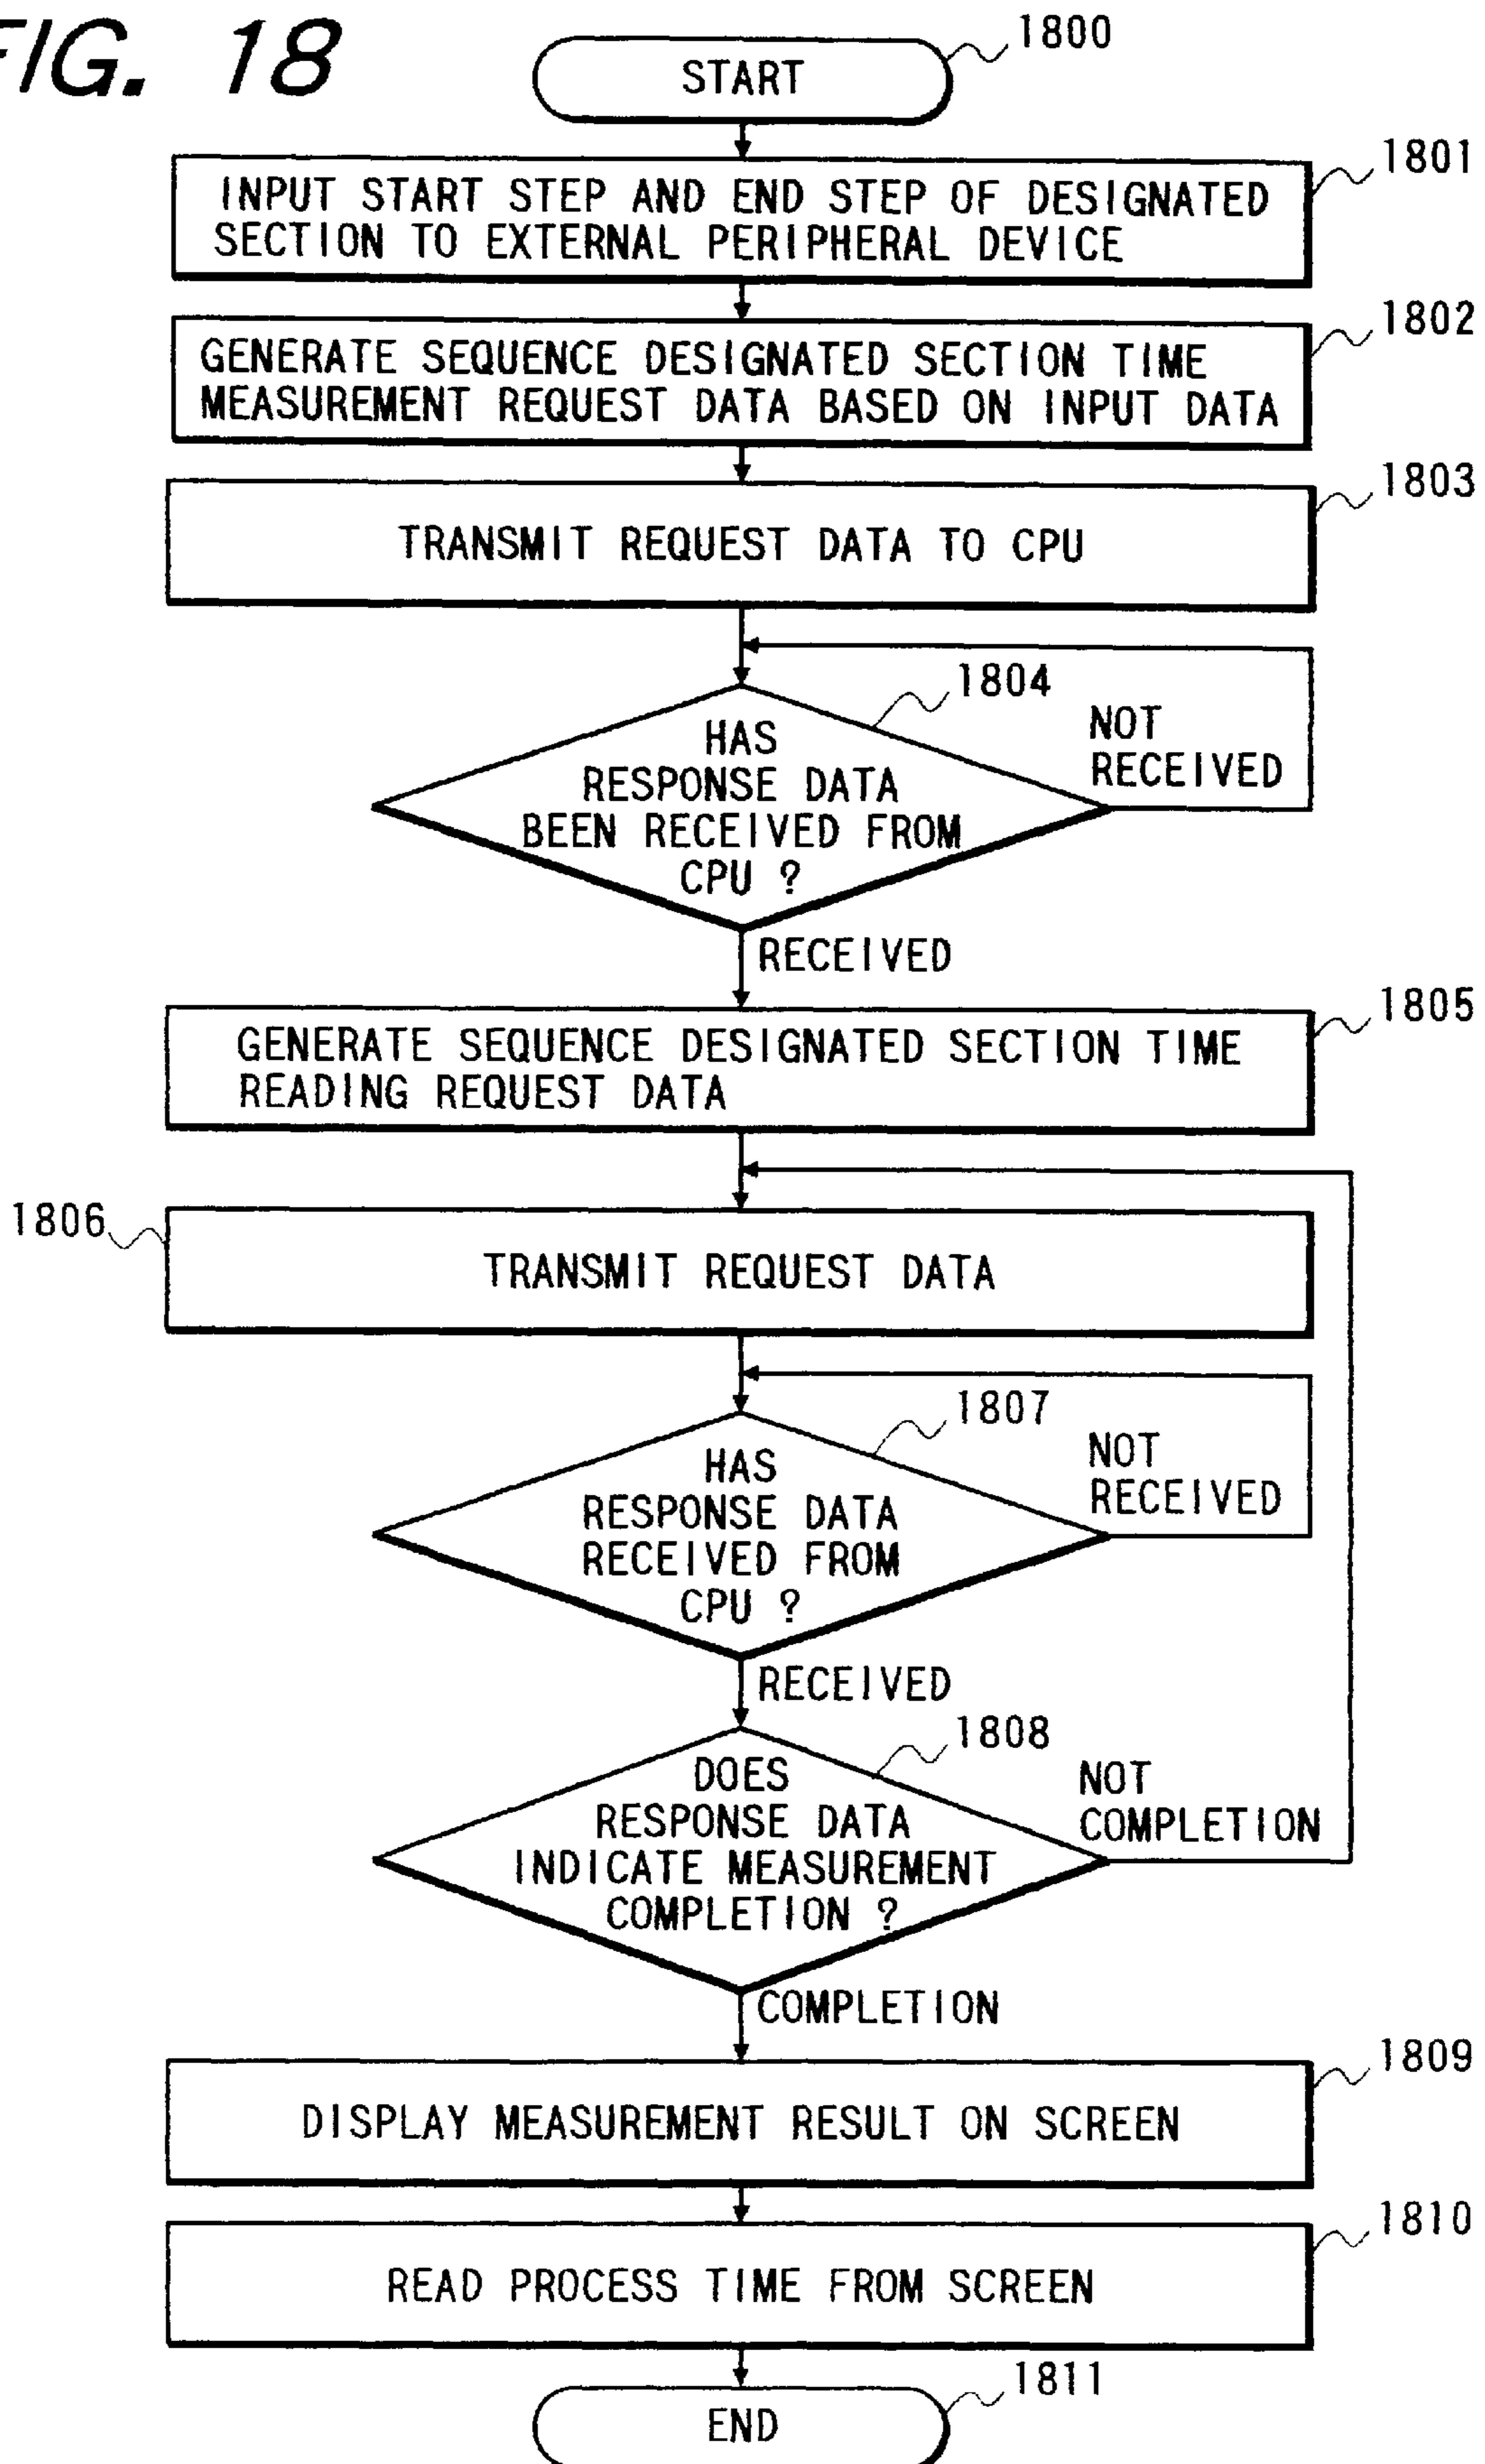 FIG. 18
START
1800
INPUT START STEP AND END STEP OF DESIGNATED
SECTION TO EXTERNAL PERIPHERAL DEVICE
1801
GENERATE SEQUENCE DESIGNATED SECTION TIME
MEASUREMENT REQUEST DATA BASED ON INPUT DATA
1802
TRANSMIT REQUEST DATA TO CPU
1803
HAS
RESPONSE DATA
BEEN RECEIVED FROM
CPU ?
1804
NOT
RECEIVED
RECEIVED
GENERATE SEQUENCE DESIGNATED SECTION TIME
READING REQUEST DATA
1805
1806
TRANSMIT REQUEST DATA
HAS
RESPONSE DATA
RECEIVED FROM
CPU ?
1807
NOT
RECEIVED
RECEIVED
DOES
RESPONSE DATA
INDICATE MEASUREMENT
COMPLETION ?
1808
NOT
COMPLETION
COMPLETION
DISPLAY MEASUREMENT RESULT ON SCREEN
1809
READ PROCESS TIME FROM SCREEN
1810
END
1811